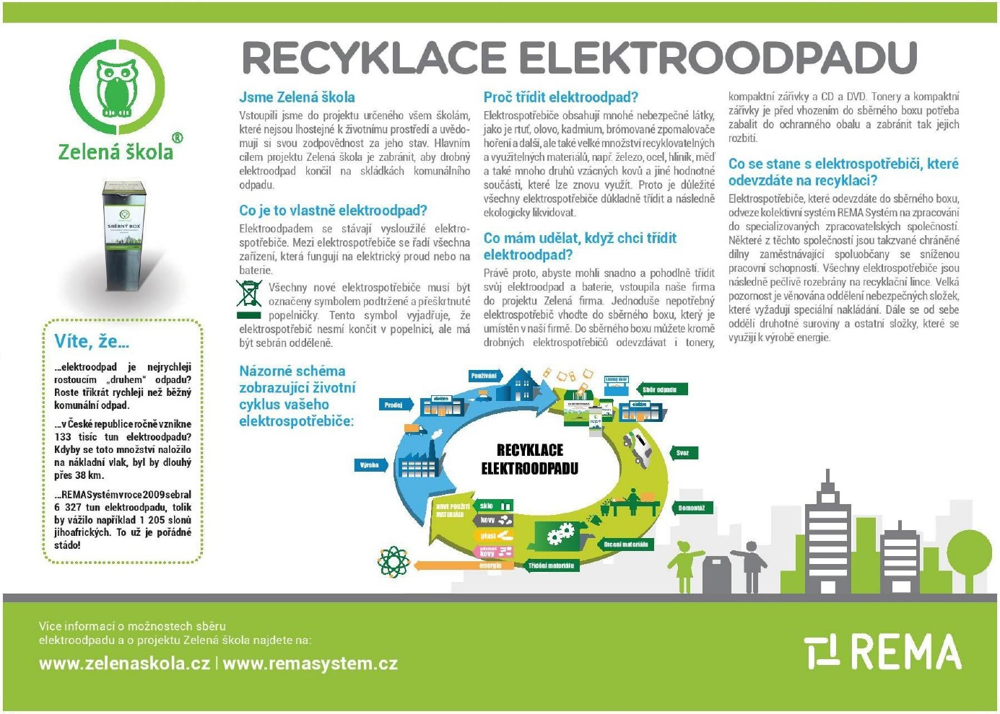 RECYKLACE ELEKTROODPADU
Zelená škola®
SBĚRNÝ BOX
Víte, že...
...elektroodpad je nejrychleji
rostoucím „druhem“ odpadu?
Roste třikrát rychleji než běžný
komunální odpad.
...v České republice ročně vznikne
133 tisíc tun elektroodpadu?
Kdyby se toto množství naložilo
na nákladní vlak, byl by dlouhý
přes 38 km.
...REMA Systém v roce 2009 sebral
6 327 tun elektroodpadu, tolik
by vážilo například 1 205 slonů
jihoafrických. To už je pořádné
stádo!
Jsme Zelená škola
Vstoupili jsme do projektu určeného všem školám,
které nejsou lhostejné k životnímu prostředí a uvědo-
mují si svou zodpovědnost za jeho stav. Hlavním
cílem projektu Zelená škola je zabránit, aby drobný
elektroodpad končil na skládkách komunálního
odpadu.
Co je to vlastně elektroodpad?
Elektroodpadem se stávají vysloužilé elektro-
spotřebiče. Mezi elektrospotřebiče se řadí všechna
zařízení, která fungují na elektrický proud nebo na
baterie.
Všechny nové elektrospotřebiče musí být
označeny symbolem podtržené a přeškrtnuté
popelničky. Tento symbol vyjadřuje, že
elektrospotřebič nesmí končit v popelnici, ale má
být sebrán odděleně.
Proč třídit elektroodpad?
Elektrospotřebiče obsahují mnohé nebezpečné látky,
jako je rtuť, olovo, kadmium, brómované zpomalovače
hoření a další, ale také velké množství recyklovatelných
a využitelných materiálů, např. železo, ocel, hliník, měď
a také mnoho druhů vzácných kovů a jiné hodnotné
součásti, které lze znovu využít. Proto je důležité
všechny elektrospotřebiče důkladně třídit a následně
ekologicky likvidovat.
Co mám udělat, když chci třídit
elektroodpad?
Právě proto, abyste mohli snadno a pohodlně třídit
svůj elektroodpad a baterie, vstoupila naše firma
do projektu Zelená firma. Jednoduše nepotřebný
elektrospotřebič vhoďte do sběrného boxu, který je
umístěn v naší firmě. Do sběrného boxu můžete kromě
drobných elektrospotřebičů odevzdávat i tonery,
kompaktní zářivky a CD a DVD. Tonery a kompaktní
zářivky je před vhozením do sběrného boxu potřeba
zabalit do ochranného obalu a zabránit tak jejich
rozbití.
Co se stane s elektrospotřebiči, které
odevzdáte na recyklaci?
Elektrospotřebiče, které odevzdáte do sběrného boxu,
odveze kolektivní systém REMA Systém na zpracování
do specializovaných zpracovatelských společností.
Některé z těchto společností jsou takzvané chráněné
dílny zaměstnávající spoluobčany se sníženou
pracovní schopností. Všechny elektrospotřebiče jsou
následně pečlivě rozebrány na recyklační lince. Velká
pozornost je věnována oddělení nebezpečných složek,
které vyžadují speciální nakládání. Dále se od sebe
oddělí druhotné suroviny a ostatní složky, které se
využijí k výrobě energie.
Názorné schéma
zobrazující životní
cyklus vašeho
elektrospotřebiče:
Používání
Prodej
elektro
Výroba
Sběrný dvůr
Sběr odpadu
elektro
Svoz
RECYKLACE
ELEKTROODPADU
Demontáž
Drcení materiálu
Třídění materiálu
NOVÉ POUŽITÍ
MATERIÁLŮ
sklo
kovy
plast
kovy
energie
Více informací o možnostech sběru
elektroodpadu a o projektu Zelená škola najdete na:
www.zelenaskola.cz | www.remasystem.cz
REMA